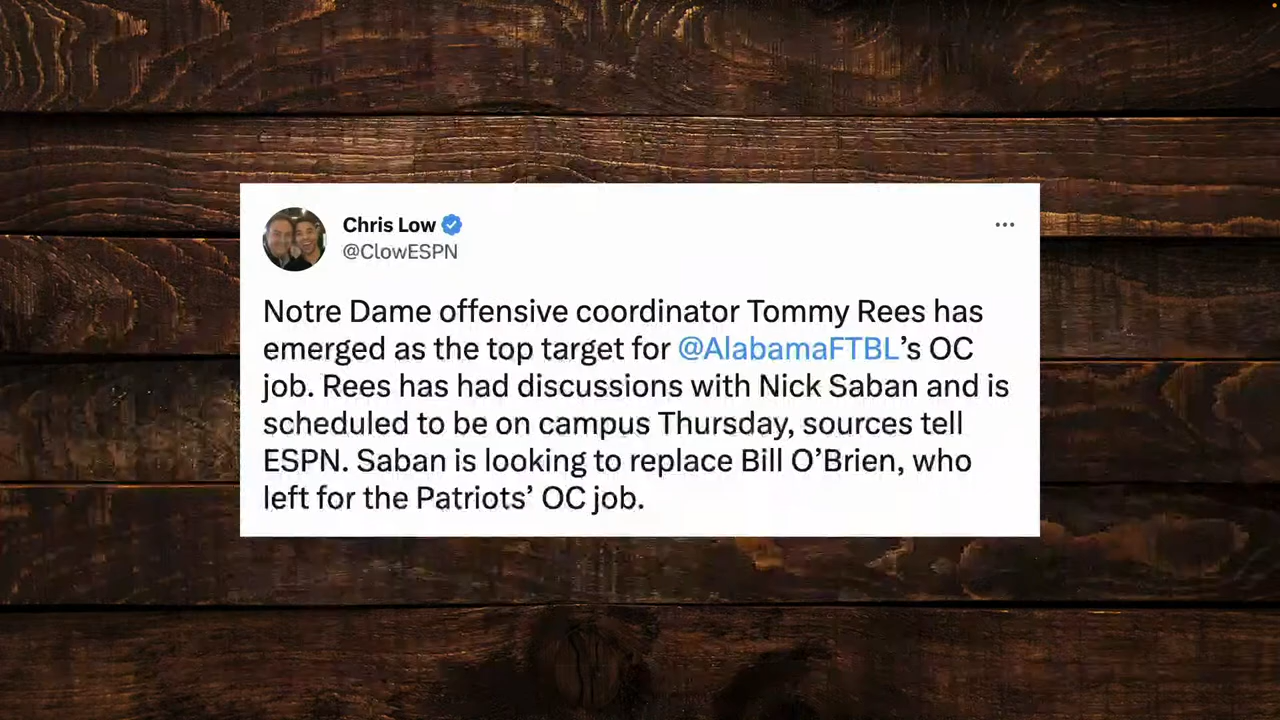 Chris Low
@ClowESPN
Notre Dame offensive coordinator Tommy Rees has
emerged as the top target for @AlabamaFTBL’s OC
job. Rees has had discussions with Nick Saban and is
scheduled to be on campus Thursday, sources tell
ESPN. Saban is looking to replace Bill O’Brien, who
left for the Patriots’ OC job.